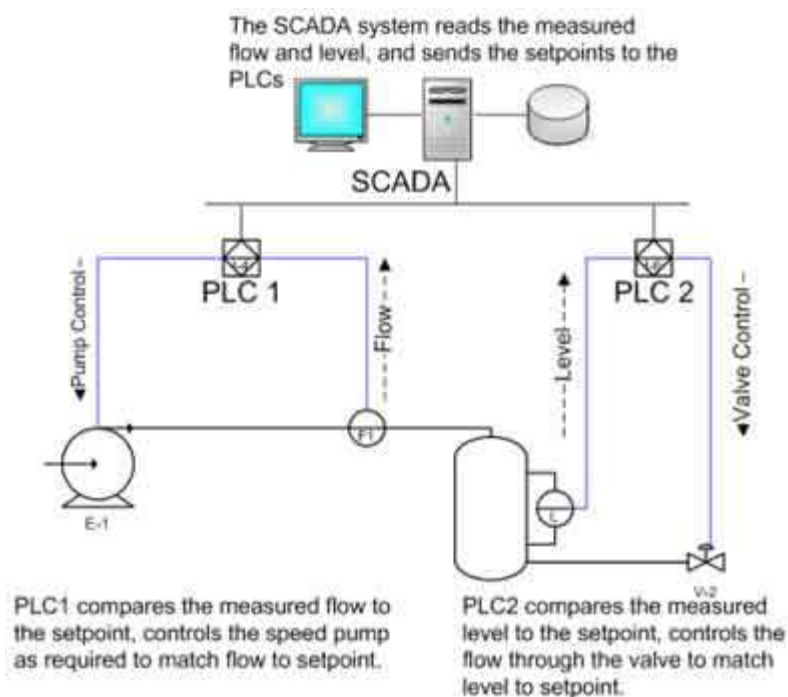 The SCADA system reads the measured
flow and level, and sends the setpoints to the
PLCs
SCADA
PLC 1
PLC 2
Pump Control
Flow
Level
Valve Control
F1
L
E-1
V-2
PLC1 compares the measured flow to
the setpoint, controls the speed pump
as required to match flow to setpoint.
PLC2 compares the measured
level to the setpoint, controls the
flow through the valve to match
level to setpoint.